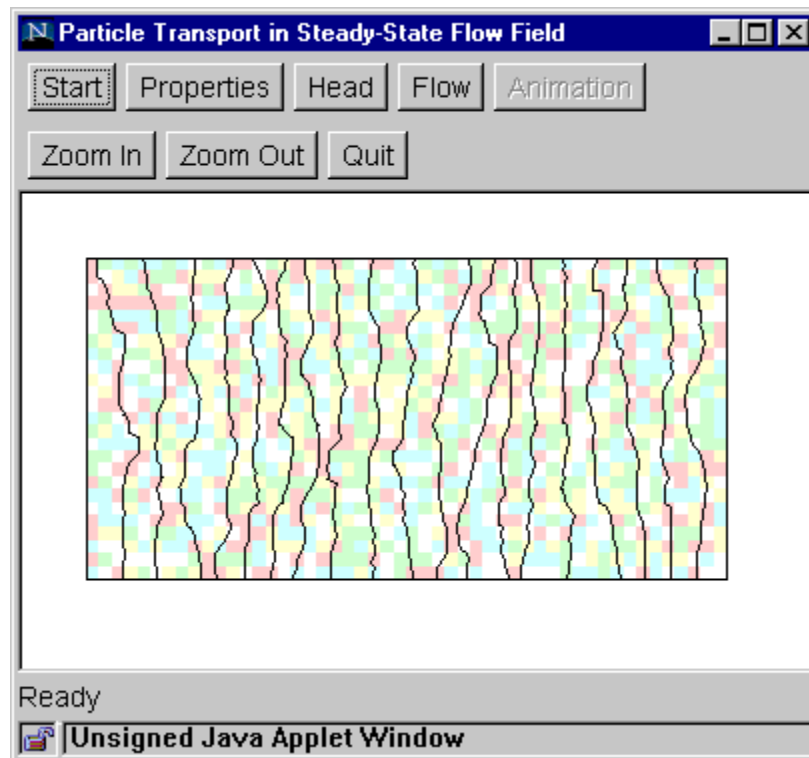 Particle Transport in Steady-State Flow Field
Start Properties Head Flow Animation
Zoom In Zoom Out Quit
Ready
Unsigned Java Applet Window